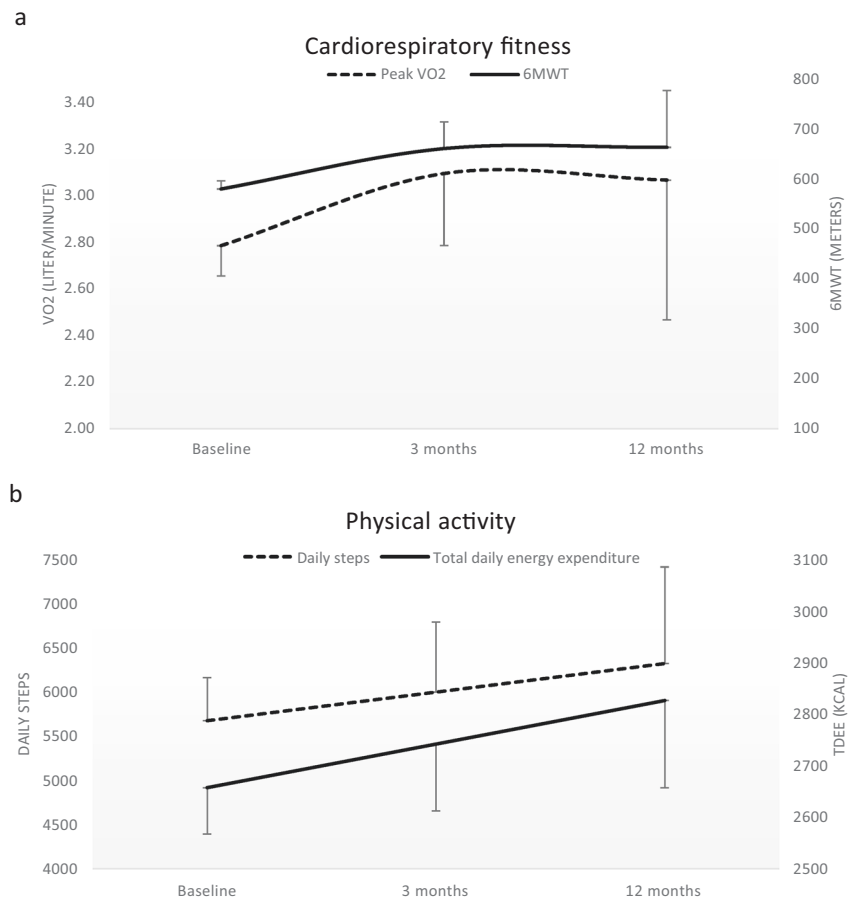 a
Cardiorespiratory fitness
Peak VO2 6MWT
3.40
3.20
3.00
2.80
2.60
2.40
2.20
2.00
VO2 (LITER/MINUTE)
800
700
600
500
400
300
200
100
6MWT (METERS)
Baseline 3 months 12 months
b
Physical activity
Daily steps Total daily energy expenditure
7500
7000
6500
6000
5500
5000
4500
4000
DAILY STEPS
3100
3000
2900
2800
2700
2600
2500
TDEE (KCAL)
Baseline 3 months 12 months